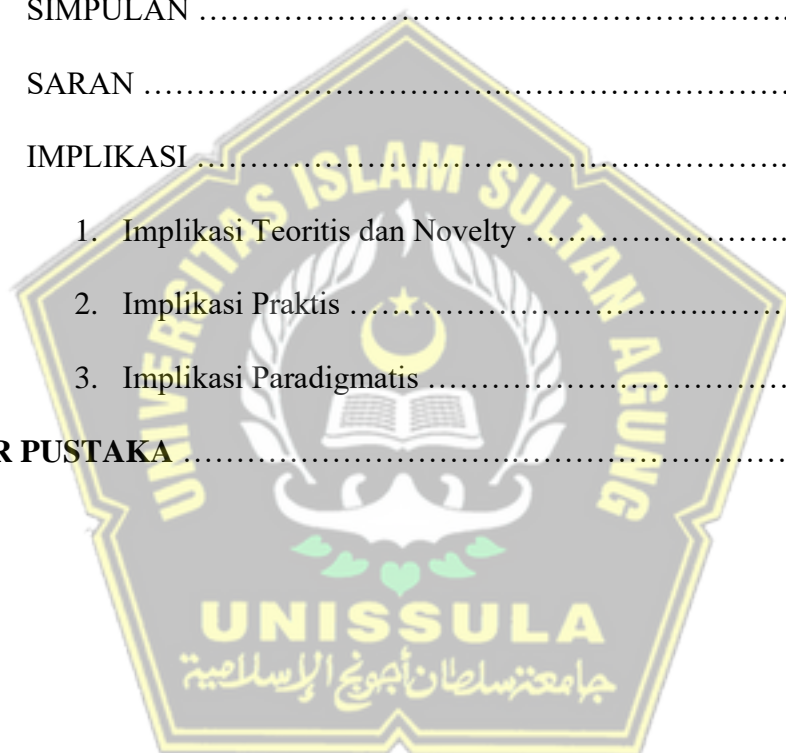 SIMPULAN ……………………………….…………………….
SARAN ………………………………………………………
IMPLIKASI ……………………………….…………………….
1. Implikasi Teoritis dan Novelty …………………….
2. Implikasi Praktis ……………………………….……
3. Implikasi Paradigmatis …………………………………
R PUSTAKA ……………………………….…………………….
UNIVERSITAS ISLAM SULTAN AGUNG
UNISSULA
جامعة سلطان أجونج الإسلامية